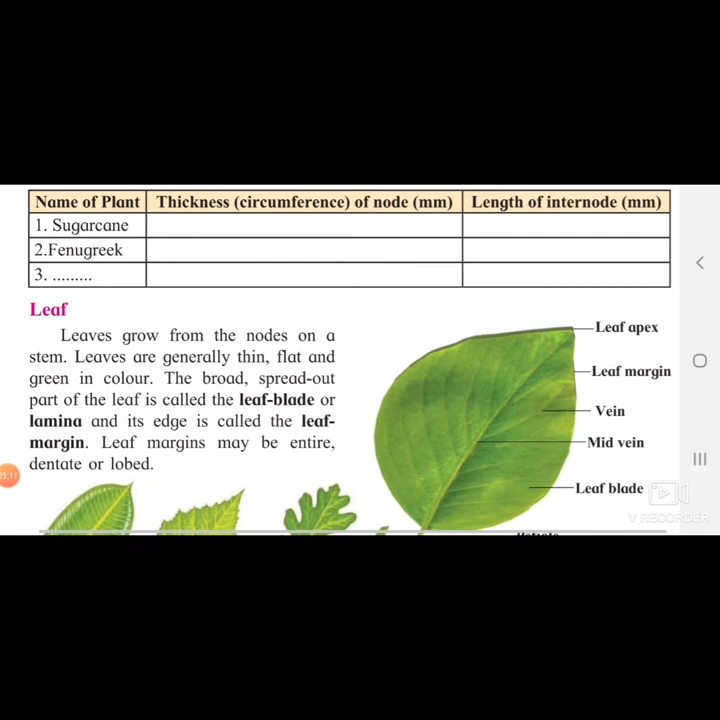 Name of Plant Thickness (circumference) of node (mm) Length of internode (mm)
1. Sugarcane
2.Fenugreek
3. .........
Leaf
Leaves grow from the nodes on a
stem. Leaves are generally thin, flat and
green in colour. The broad, spread-out
part of the leaf is called the leaf-blade or
lamina and its edge is called the leaf-
margin. Leaf margins may be entire,
dentate or lobed.
Leaf apex
Leaf margin
Vein
Mid vein
Leaf blade
V RECORDER